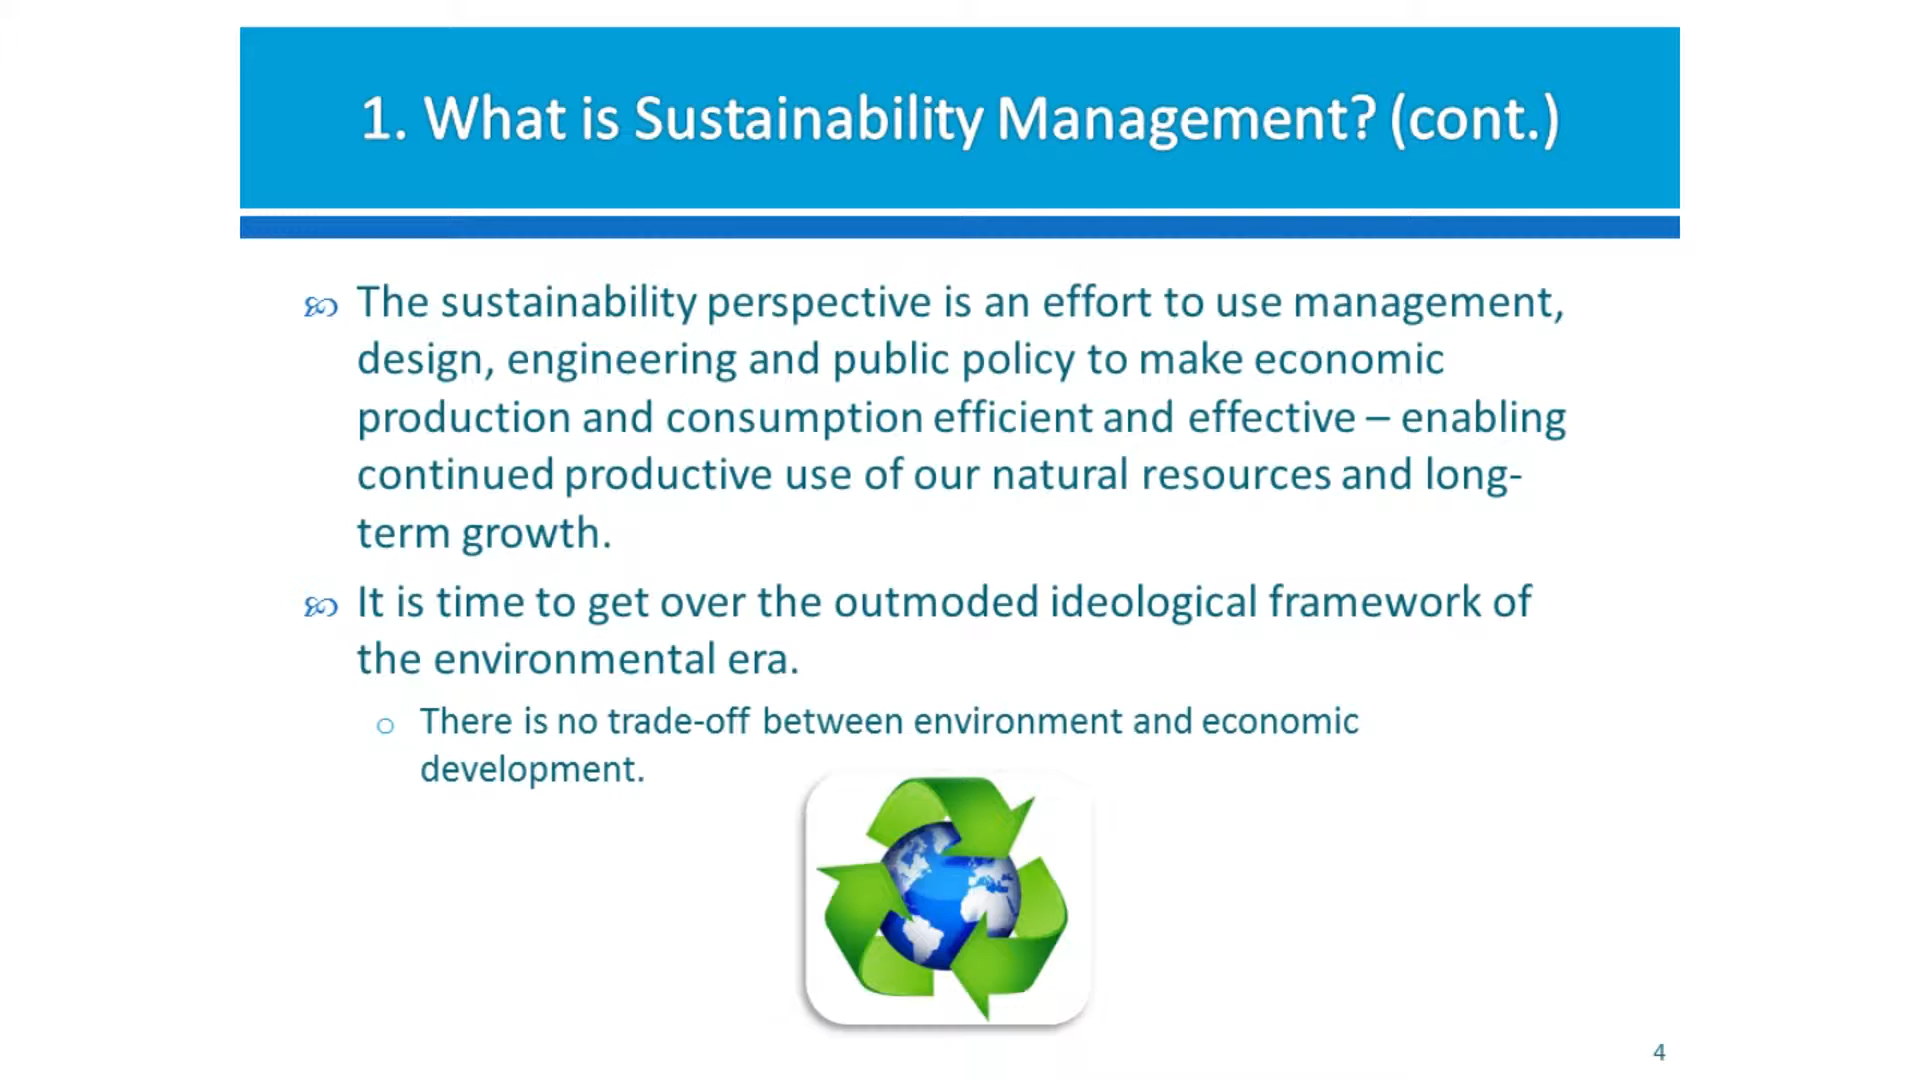 1. What is Sustainability Management? (cont.)
The sustainability perspective is an effort to use management,
design, engineering and public policy to make economic
production and consumption efficient and effective – enabling
continued productive use of our natural resources and long-
term growth.
It is time to get over the outmoded ideological framework of
the environmental era.
There is no trade-off between environment and economic
development.
4